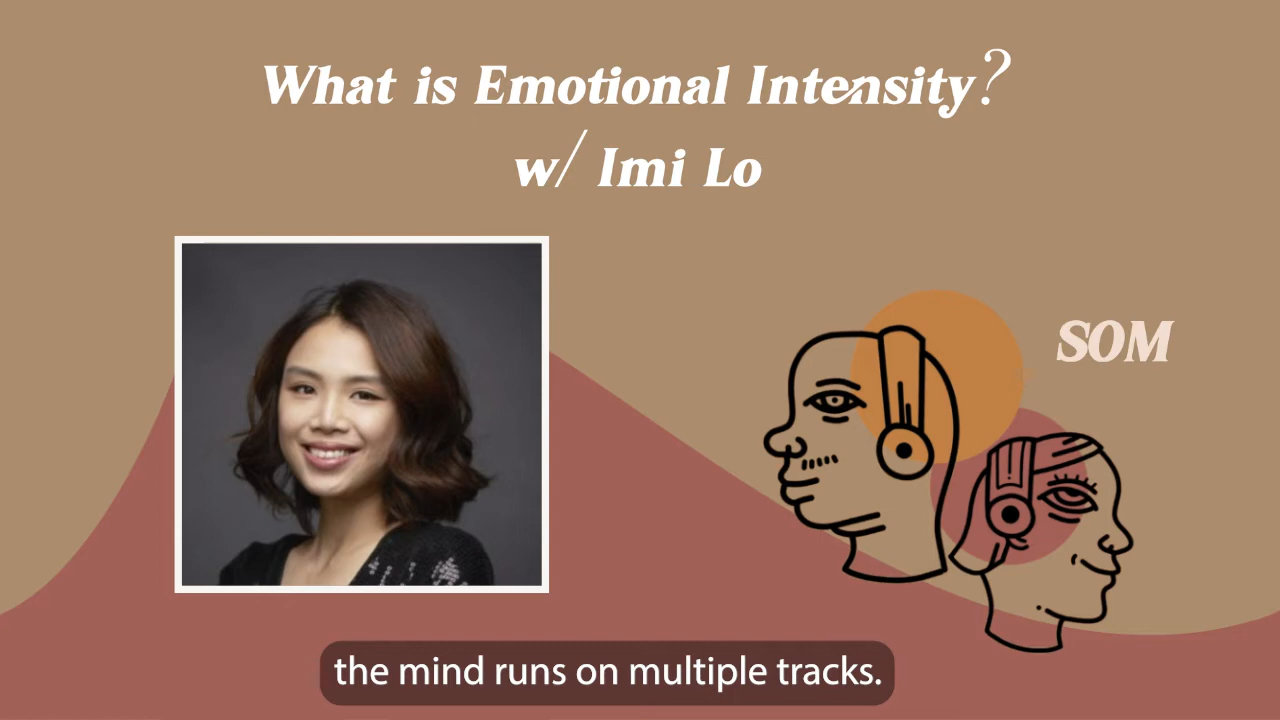 What is Emotional Intensity?
w/ Imi Lo
SOM
the mind runs on multiple tracks.